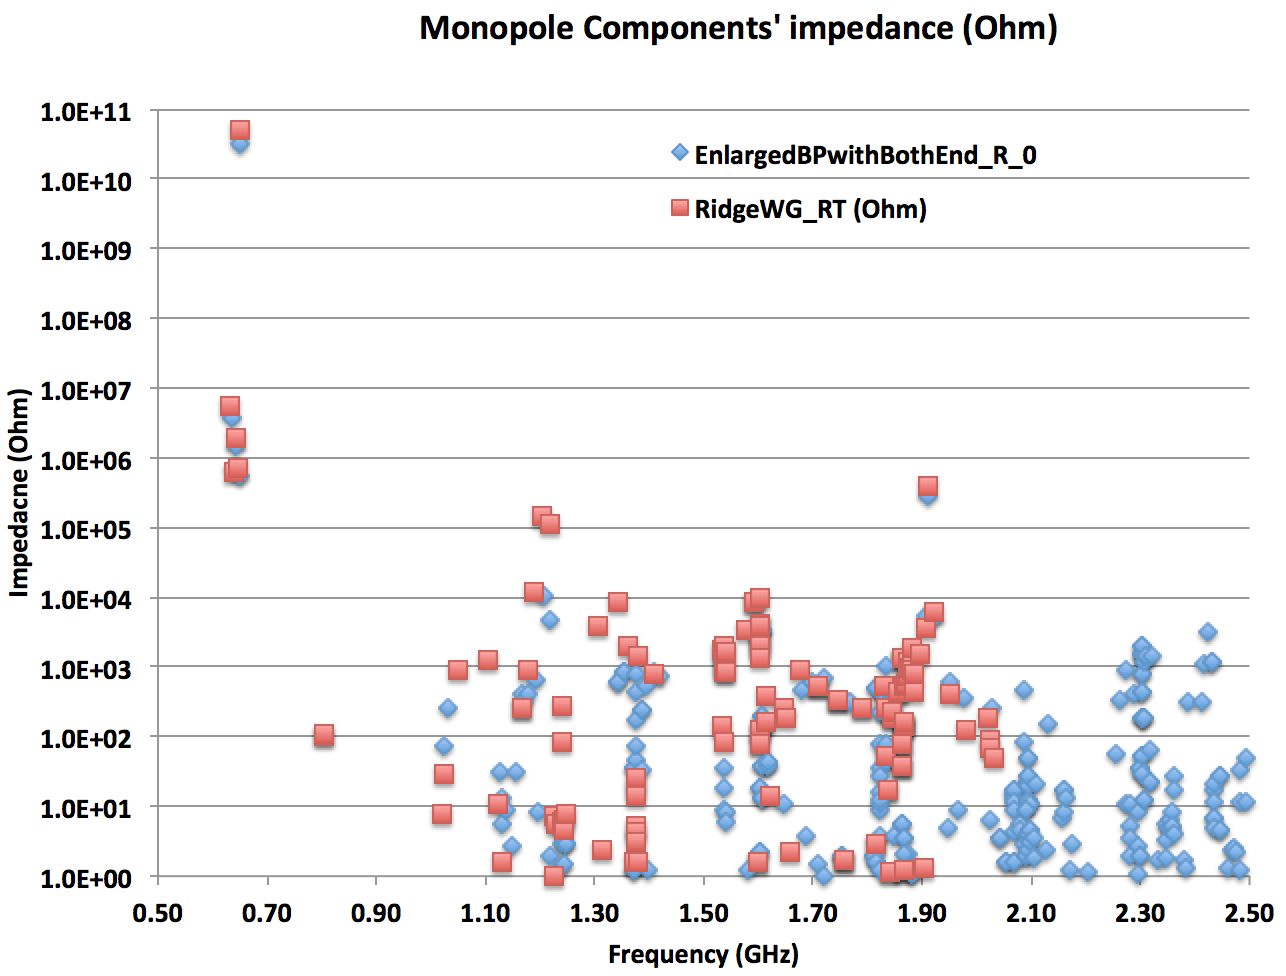 Monopole Components' impedance (Ohm)
1.0E+11
EnlargedBPwithBothEnd_R_0
1.0E+10
RidgeWG_RT (Ohm)
1.0E+09
1.0E+08
1.0E+07
1.0E+06
1.0E+05
1.0E+04
1.0E+03
1.0E+02
1.0E+01
1.0E+00
Impedacne (Ohm)
0.50 0.70 0.90 1.10 1.30 1.50 1.70 1.90 2.10 2.30 2.50
Frequency (GHz)